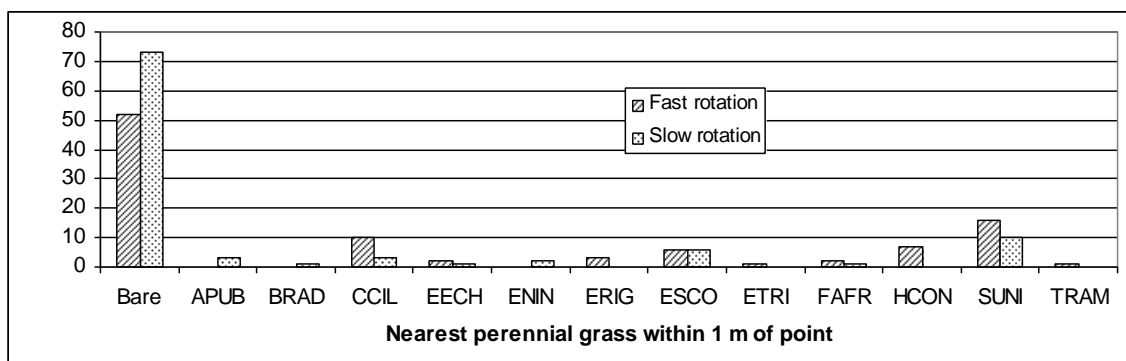 80
70
60
50
40
30
20
10
0
Fast rotation
Slow rotation
Bare APUB BRAD CCIL EECH ENIN ERIG ESCO ETRI FAFR HCON SUNI TRAM
Nearest perennial grass within 1 m of point